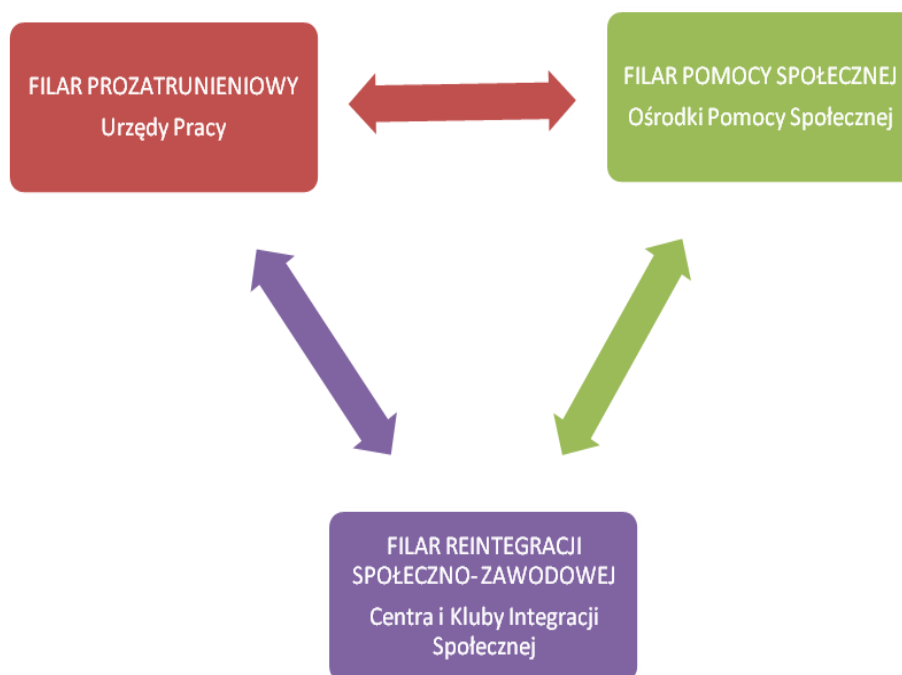 FILAR PROZATRUNIENIOWY
Urzędy Pracy
FILAR POMOCY SPOŁECZNEJ
Ośrodki Pomocy Społecznej
FILAR REINTEGRACJI
SPOŁECZNO- ZAWODOWEJ
Centra i Kluby Integracji
Społecznej